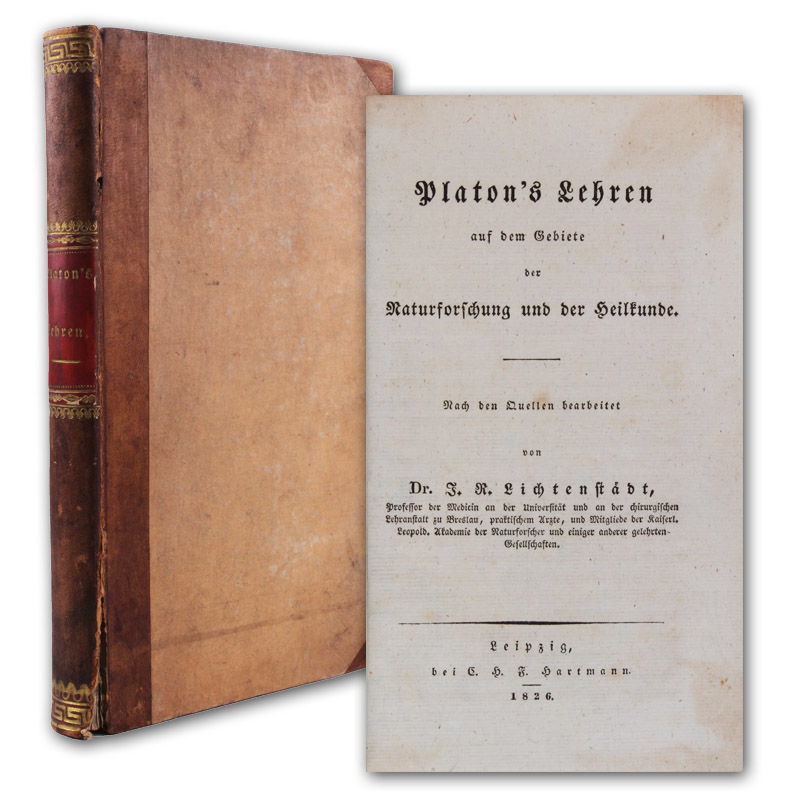 Platon's
Lehren.
Platon's Lehren
auf dem Gebiete
der
Naturforschung und der Heilkunde.
Nach den Quellen bearbeitet
von
Dr. J. R. Lichtenstädt,
Professor der Medicin an der Universität und an der chirurgischen
Lehranstalt zu Breslau, praktischem Arzte, und Mitgliede der Kaiserl.
Leopold. Akademie der Naturforscher und einiger anderer gelehrten-
Gesellschaften.
Leipzig,
bei C. H. F. Hartmann.
1826.